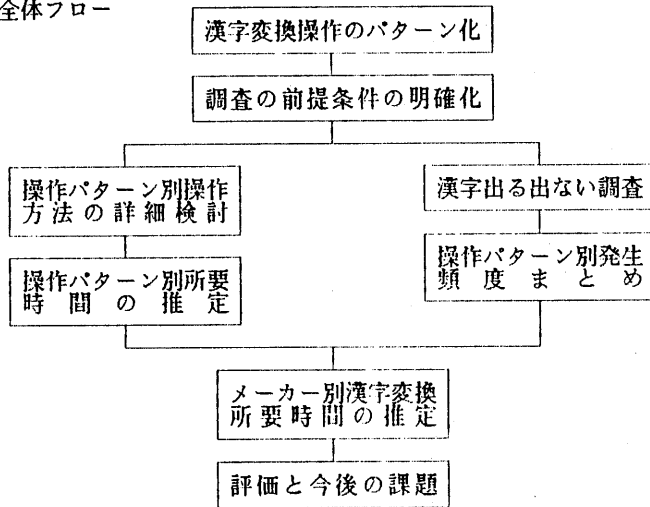 全体フロー
漢字変換操作のパターン化
調査の前提条件の明確化
操作パターン別操作
方法の詳細検討
漢字出る出ない調査
操作パターン別所要
時間の推定
操作パターン別発生
頻度まとめ
メーカー別漢字変換
所要時間の推定
評価と今後の課題